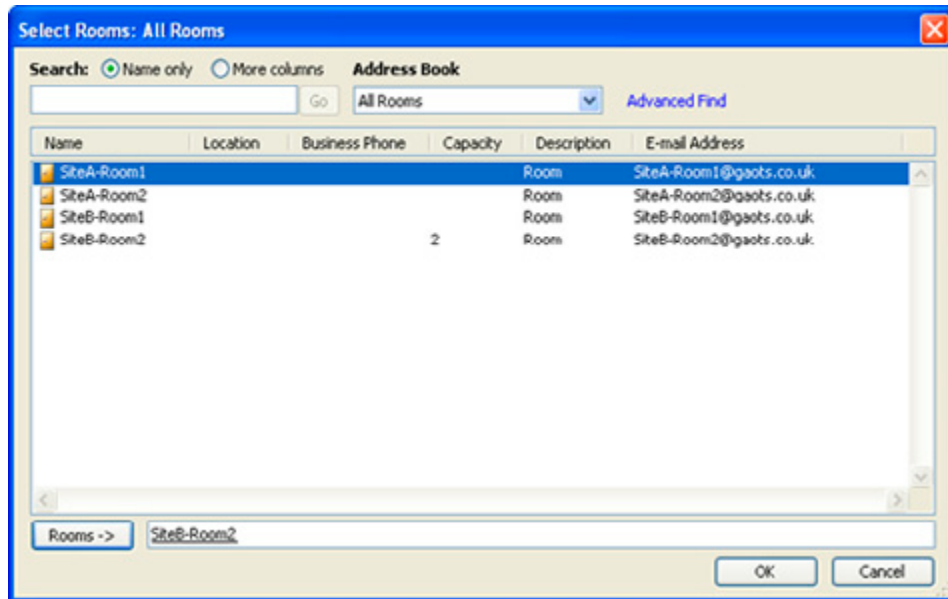 Select Rooms: All Rooms
Search: Name only More columns Address Book
Go All Rooms Advanced Find
Name Location Business Phone Capacity Description E-mail Address
SiteA-Room1 Room SiteA-Room1@gaots.co.uk
SiteA-Room2 Room SiteA-Room2@gaots.co.uk
SiteB-Room1 Room SiteB-Room1@gaots.co.uk
SiteB-Room2 2 Room SiteB-Room2@gaots.co.uk
Rooms -> SiteB-Room2
OK Cancel